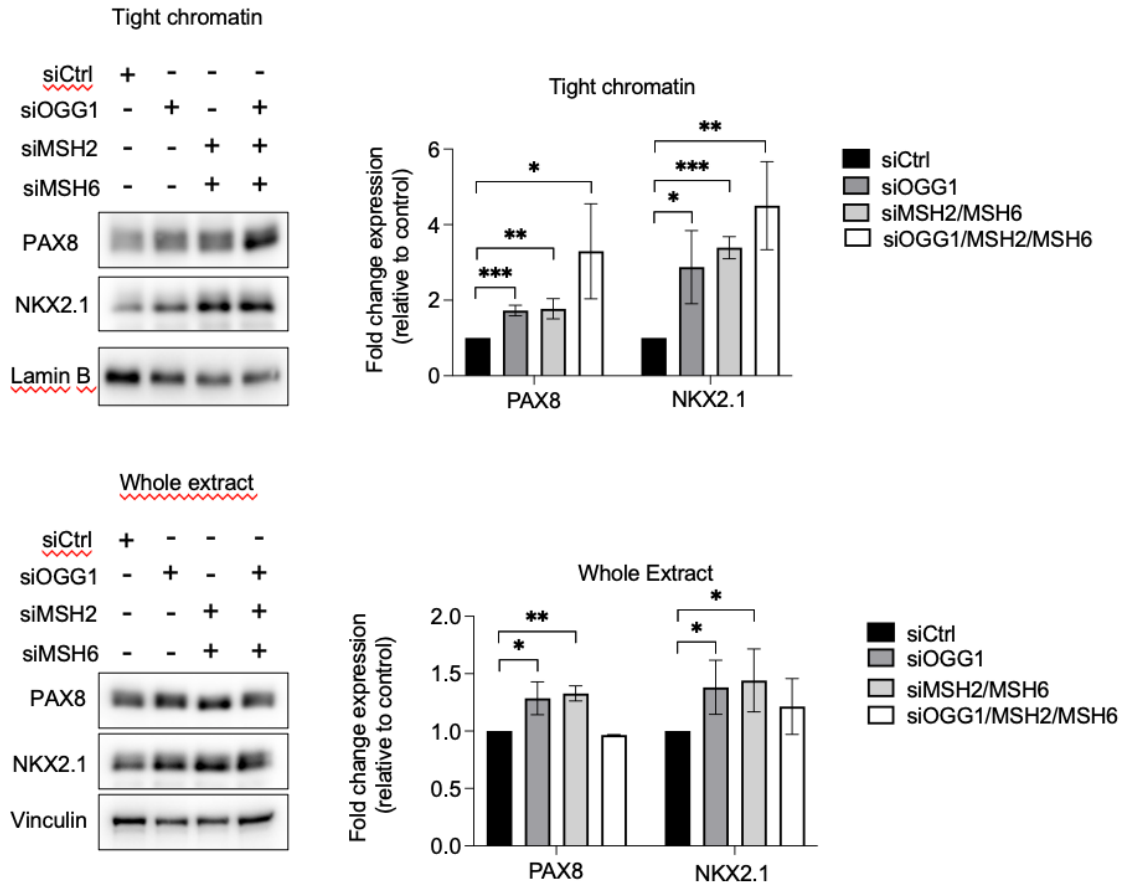 Tight chromatin
siCtrl + - - -
siOGG1 - + - +
siMSH2 - - + +
siMSH6 - - + +
PAX8
NKX2.1
Lamin B
Tight chromatin
Fold change expression
(relative to control)
6
4
2
0
*
**
***
**
***
*
PAX8
NKX2.1
siCtrl
siOGG1
siMSH2/MSH6
siOGG1/MSH2/MSH6
Whole extract
siCtrl + - - -
siOGG1 - + - +
siMSH2 - - + +
siMSH6 - - + +
PAX8
NKX2.1
Vinculin
Whole Extract
Fold change expression
(relative to control)
2.0
1.5
1.0
0.5
0.0
**
*
*
*
PAX8
NKX2.1
siCtrl
siOGG1
siMSH2/MSH6
siOGG1/MSH2/MSH6